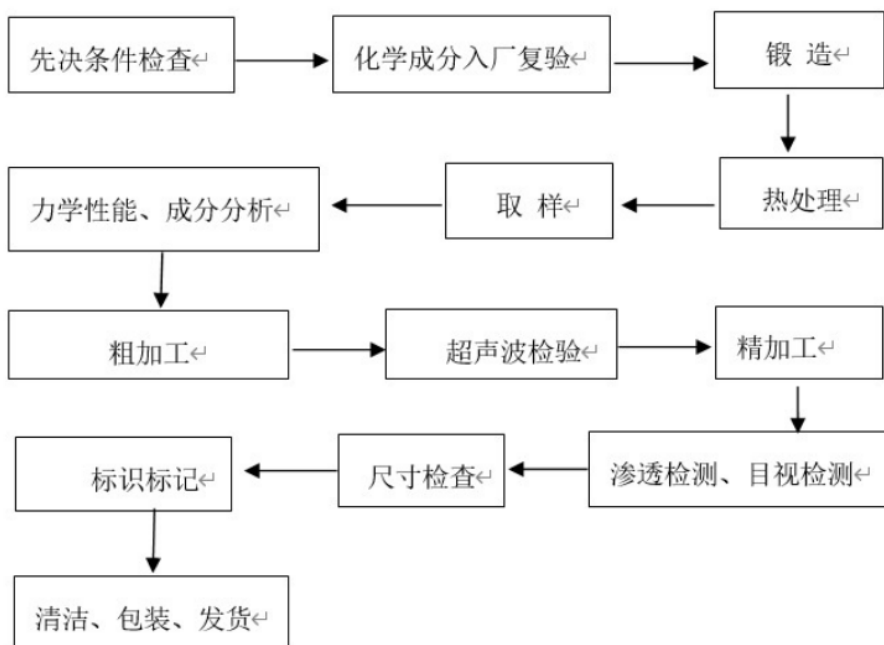 先决条件检查↵
化学成分入厂复验↵
锻 造↵
热处理↵
取 样↵
力学性能、成分分析↵
粗加工↵
超声波检验↵
精加工↵
渗透检测、目视检测↵
尺寸检查↵
标识标记↵
清洁、包装、发货↵